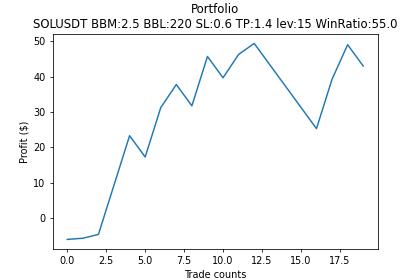 Portfolio
SOLUSDT BBM:2.5 BBL:220 SL:0.6 TP:1.4 lev:15 WinRatio:55.0
50
40
30
20
10
0
Profit ($)
0.0 2.5 5.0 7.5 10.0 12.5 15.0 17.5
Trade counts